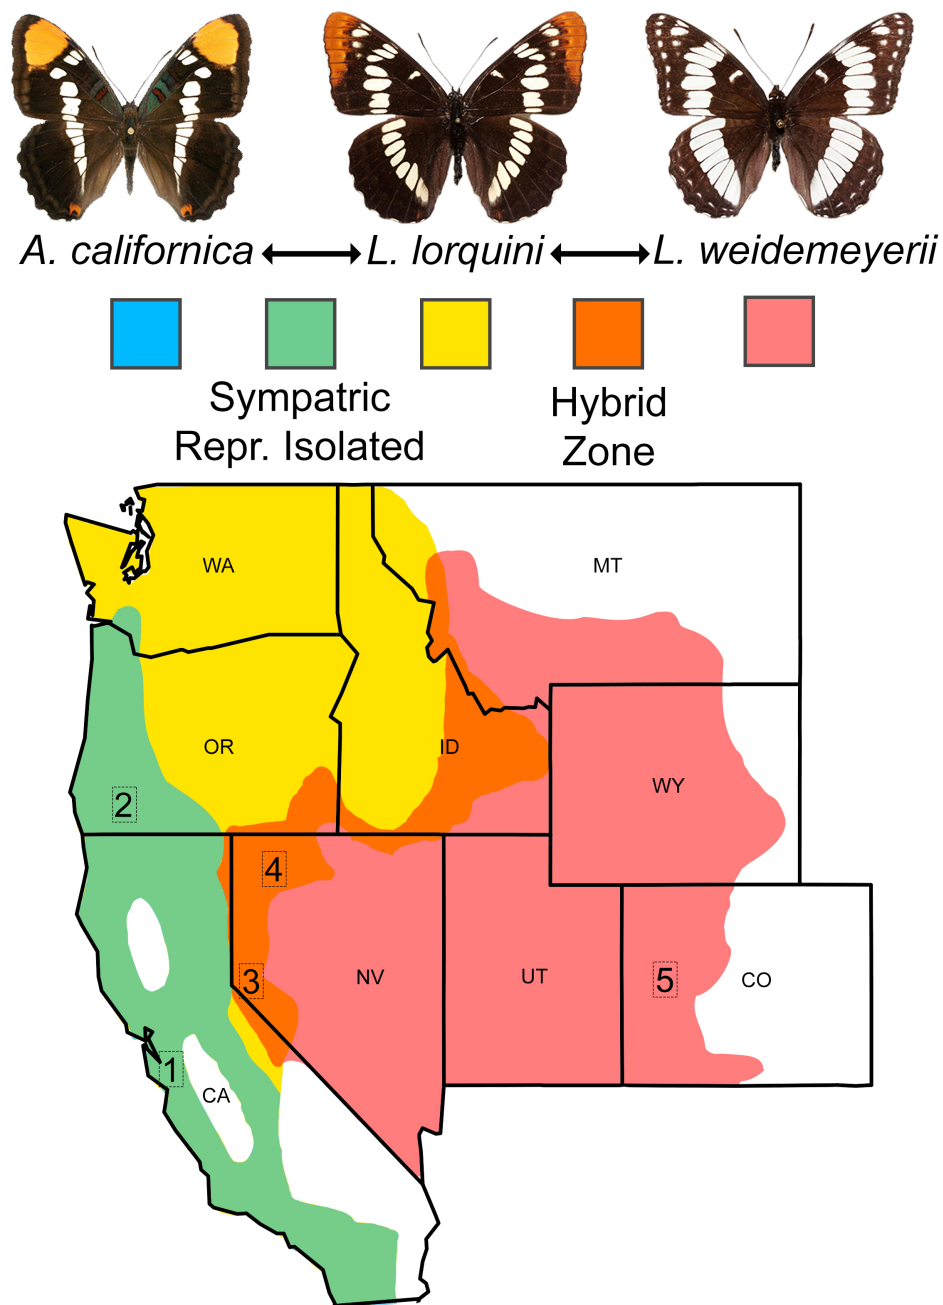 A. californica L. lorquini L. weidemeyerii
Sympatric
Repr. Isolated
Hybrid
Zone
WA
MT
OR
ID
WY
2
4
3
NV
UT
5
CO
1
CA